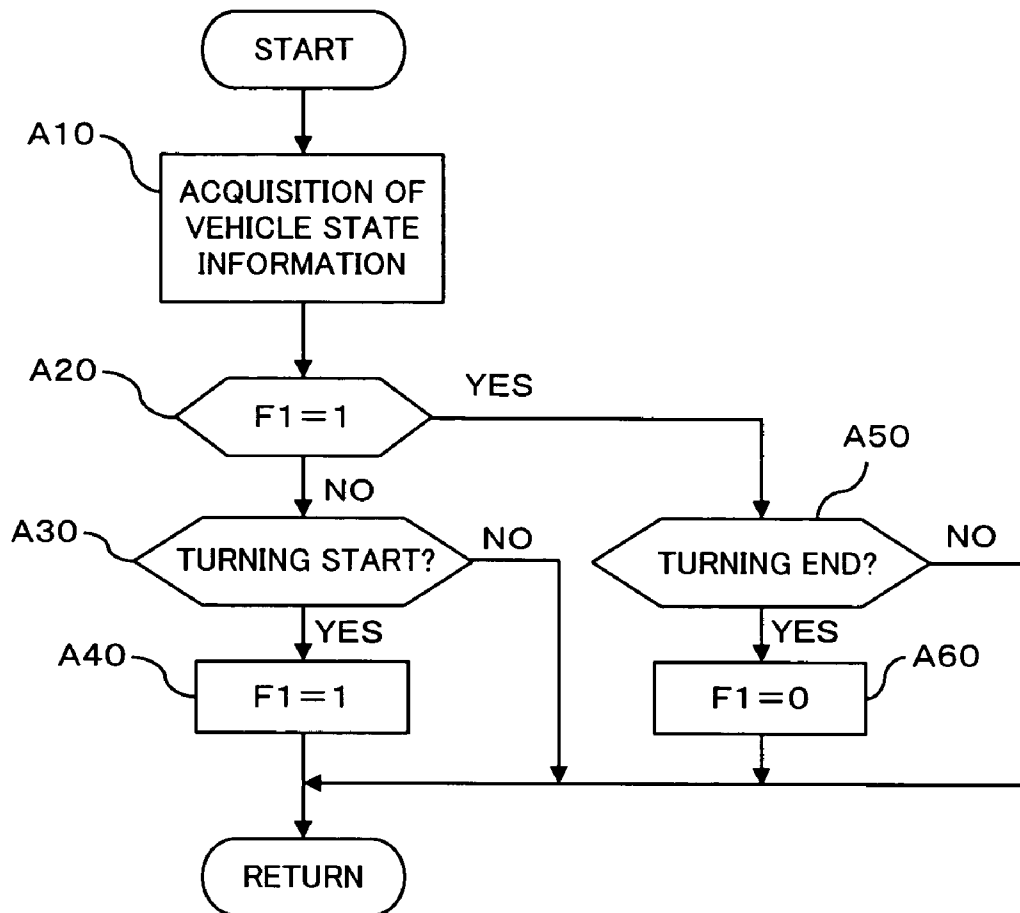 START
A10
ACQUISITION OF
VEHICLE STATE
INFORMATION
A20
F1=1
YES
NO
A30
TURNING START?
NO
YES
A40
F1=1
A50
TURNING END?
NO
YES
A60
F1=0
RETURN